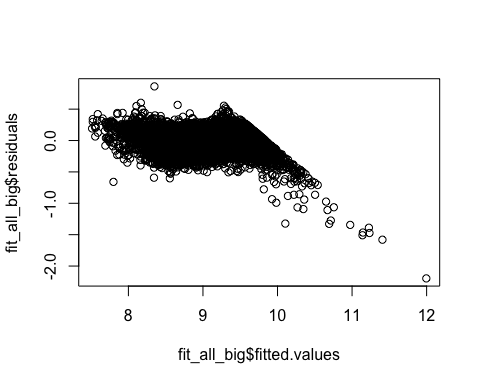 fit_all_big$residuals
0.0
-1.0
-2.0
8 9 10 11 12
fit_all_big$fitted.values